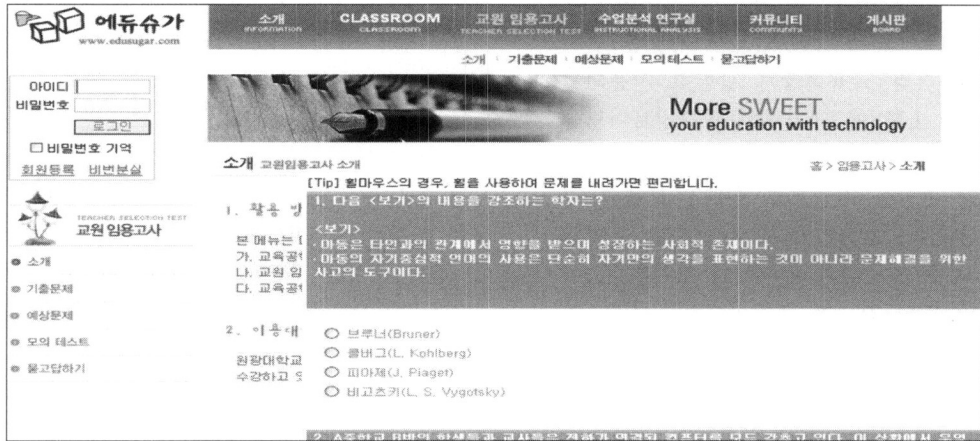 에듀슈가
www.edusugar.com
소개 CLASSROOM 교원 임용고사 수업분석 연구실 커뮤니티 게시판
INFORMATION CLASSROOM TEACHER SELECTION TEST INSTRUCTIONAL ANALYSIS COMMUNITY BOARD
소개 기출문제 예상문제 모의테스트 묻고답하기
아이디
비밀번호
로그인
비밀번호 기억
회원등록 비번분실
More SWEET
your education with technology
소개 교원임용고사 소개
홈 > 임용고사 > 소개
TEACHER SELECTION TEST
교원 임용고사
소개
기출문제
예상문제
모의 테스트
묻고답하기
[Tip] 휠마우스의 경우, 휠을 사용하여 문제를 내려가면 편리합니다.
1. 활용 방
본 메뉴는
가. 교육공
나. 교원 임
다. 교육공
2. 이용대
원광대학교
수강하고
1. 다음 <보기>의 내용을 강조하는 학자는?
<보기>
· 아동은 타인과의 관계에서 영향을 받으며 성장하는 사회적 존재이다.
· 아동의 자기중심적 언어의 사용은 단순히 자기만의 생각을 표현하는 것이 아니라 문제해결을 위한
사고의 도구이다.
브루너(Bruner)
콜버그(L. Kohlberg)
피아제(J. Piaget)
비고츠키(L. S. Vygotsky)